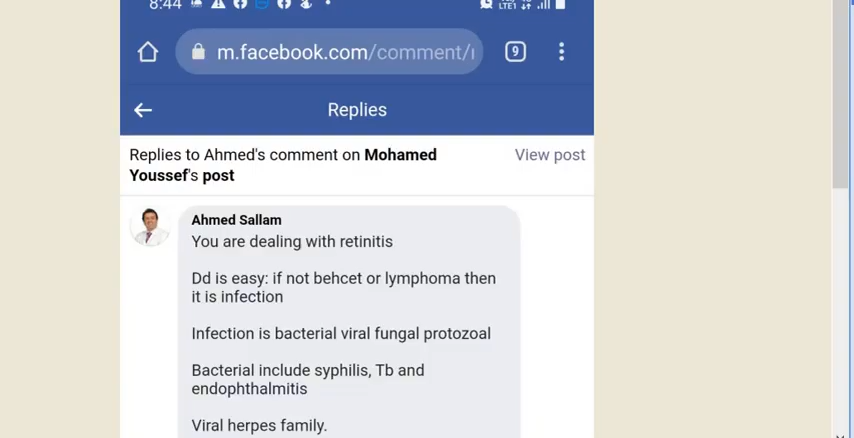 8:44
LTE1
m.facebook.com/comment/
9
Replies
Replies to Ahmed's comment on Mohamed
Youssef's post
View post
Ahmed Sallam
You are dealing with retinitis
Dd is easy: if not behcet or lymphoma then
it is infection
Infection is bacterial viral fungal protozoal
Bacterial include syphilis, Tb and
endophthalmitis
Viral herpes family.